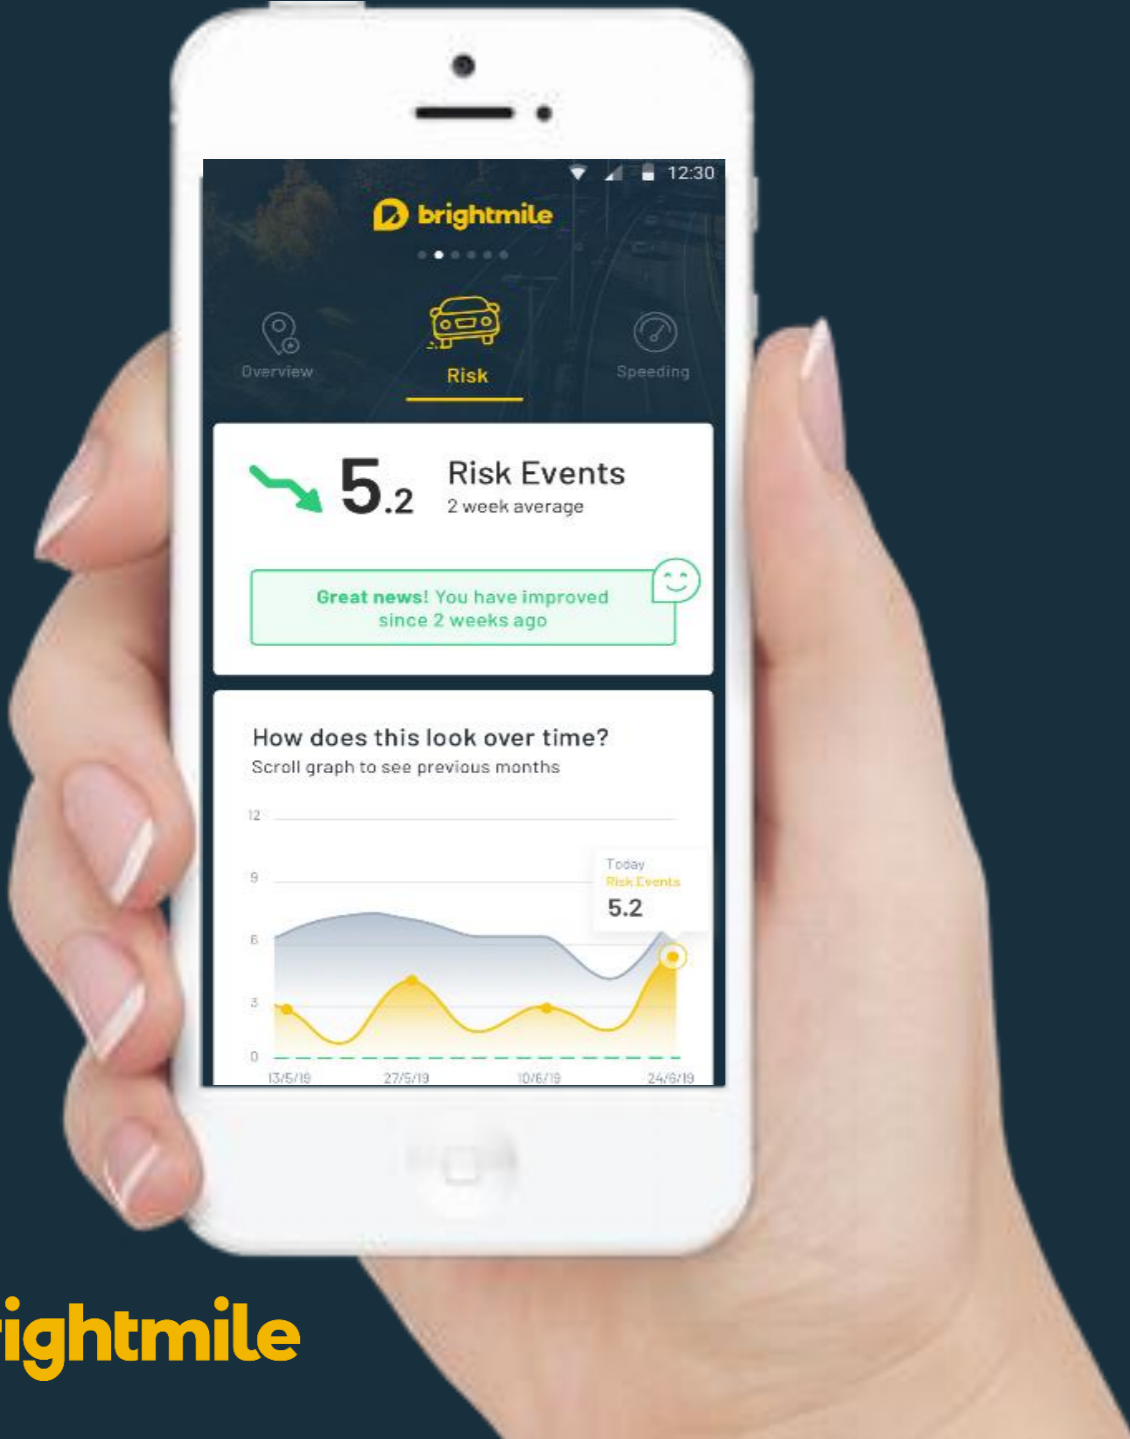 12:30
brightmile
Overview
Risk
Speeding
5.2
Risk Events
2 week average
Great news! You have improved
since 2 weeks ago
How does this look over time?
Scroll graph to see previous months
12
9
6
3
0
Today
Risk Events
5.2
13/5/19
27/5/19
10/6/19
24/6/19
rightmile